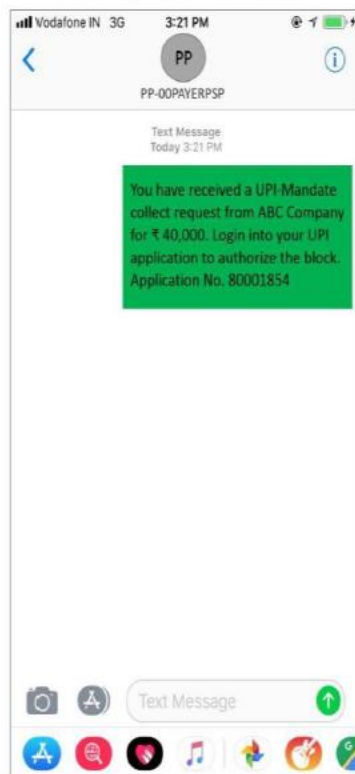 Vodafone IN 3G 3:21 PM
PP
PP-00PAYERPSP
Text Message
Today 3:21 PM
You have received a UPI-Mandate
collect request from ABC Company
for ₹ 40,000. Login into your UPI
application to authorize the block.
Application No. 80001854
Text Message